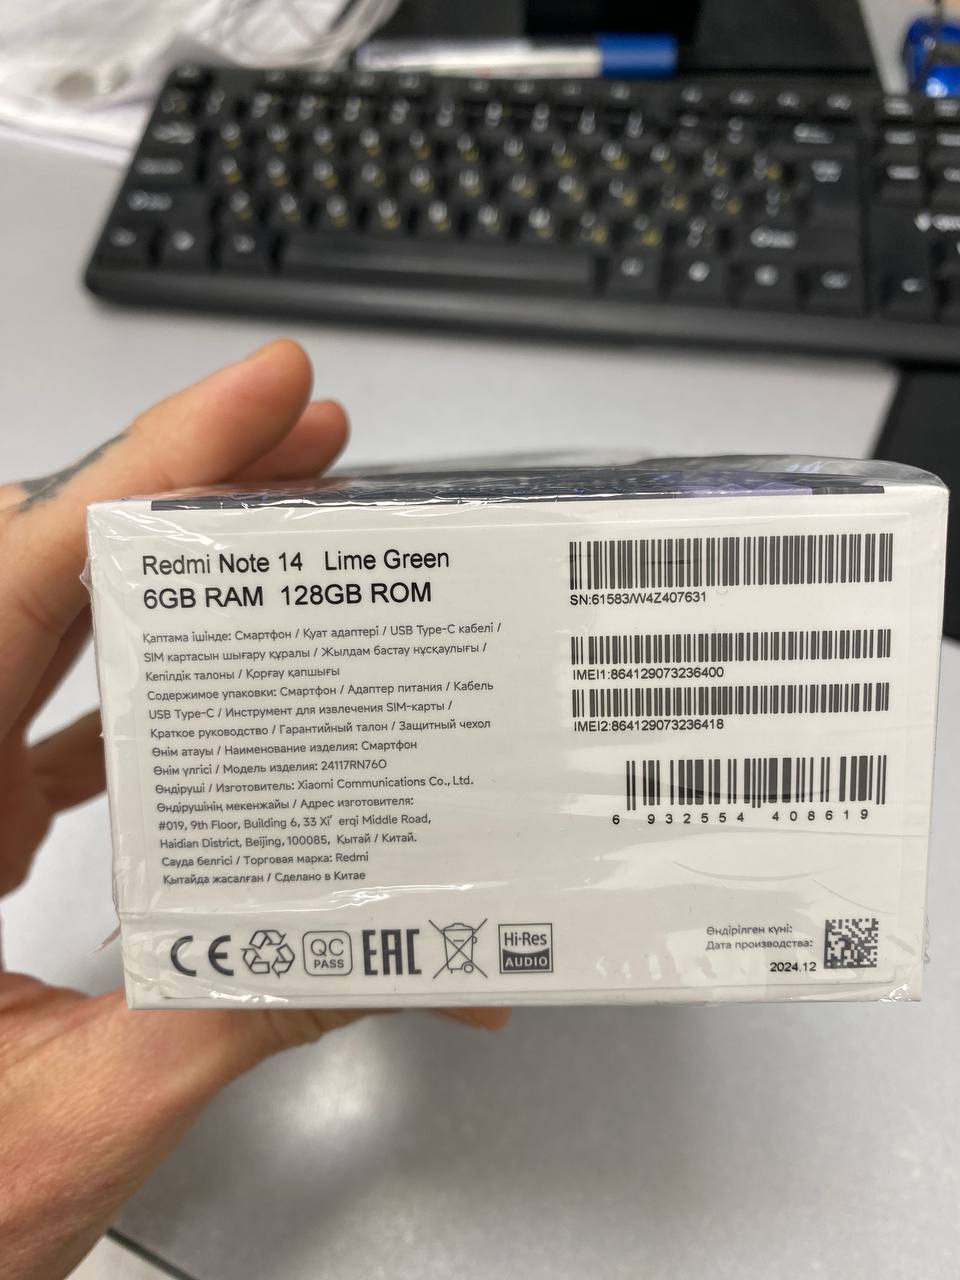 Redmi Note 14 Lime Green
6GB RAM 128GB ROM
Қаптама ішінде: Смартфон / Қуат адаптері / USB Type-C кабелі /
SIM картасын шығару құралы / Жылдам бастау нұсқаулығы /
Кепілдік талоны / Қорғау қапшығы
Содержимое упаковки: Смартфон / Адаптер питания / Кабель
USB Type-C / Инструмент для извлечения SIM-карты /
Краткое руководство / Гарантийный талон / Защитный чехол
Өнім атауы / Наименование изделия: Смартфон
Өнім үлгісі / Модель изделия: 24117RN76O
Өндіруші / Изготовитель: Xiaomi Communications Co., Ltd.
Өндірушінің мекенжайы / Адрес изготовителя:
#019, 9th Floor, Building 6, 33 Xi' erqi Middle Road,
Haidian District, Beijing, 100085, Қытай / Китай.
Сауда белгісі / Торговая марка: Redmi
Қытайда жасалған / Сделано в Китае
SN:61583/W4Z407631
IMEI1:864129073236400
IMEI2:864129073236418
6 932554 408619
CE
QC
PASS
EAC
Hi-Res
AUDIO
Өндірілген күні:
Дата производства:
2024.12